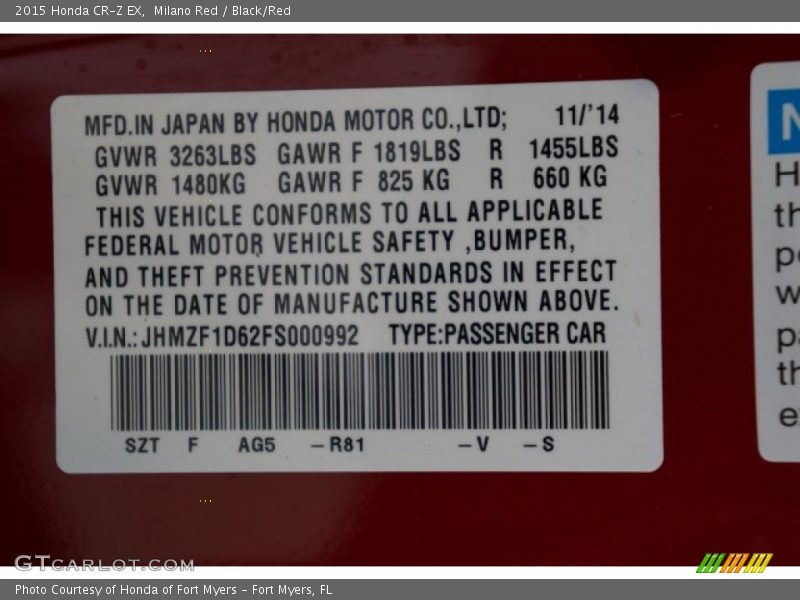 2015 Honda CR-Z EX, Milano Red / Black/Red
MFD.IN JAPAN BY HONDA MOTOR CO.,LTD; 11/'14
GVWR 3263LBS GAWR F 1819LBS R 1455LBS
GVWR 1480KG GAWR F 825 KG R 660 KG
THIS VEHICLE CONFORMS TO ALL APPLICABLE
FEDERAL MOTOR VEHICLE SAFETY ,BUMPER,
AND THEFT PREVENTION STANDARDS IN EFFECT
ON THE DATE OF MANUFACTURE SHOWN ABOVE.
V.I.N.: JHMZF1D62FS000992 TYPE:PASSENGER CAR
SZT F AG5 –R81 –V –S
GTCARLOT.COM
Photo Courtesy of Honda of Fort Myers - Fort Myers, FL